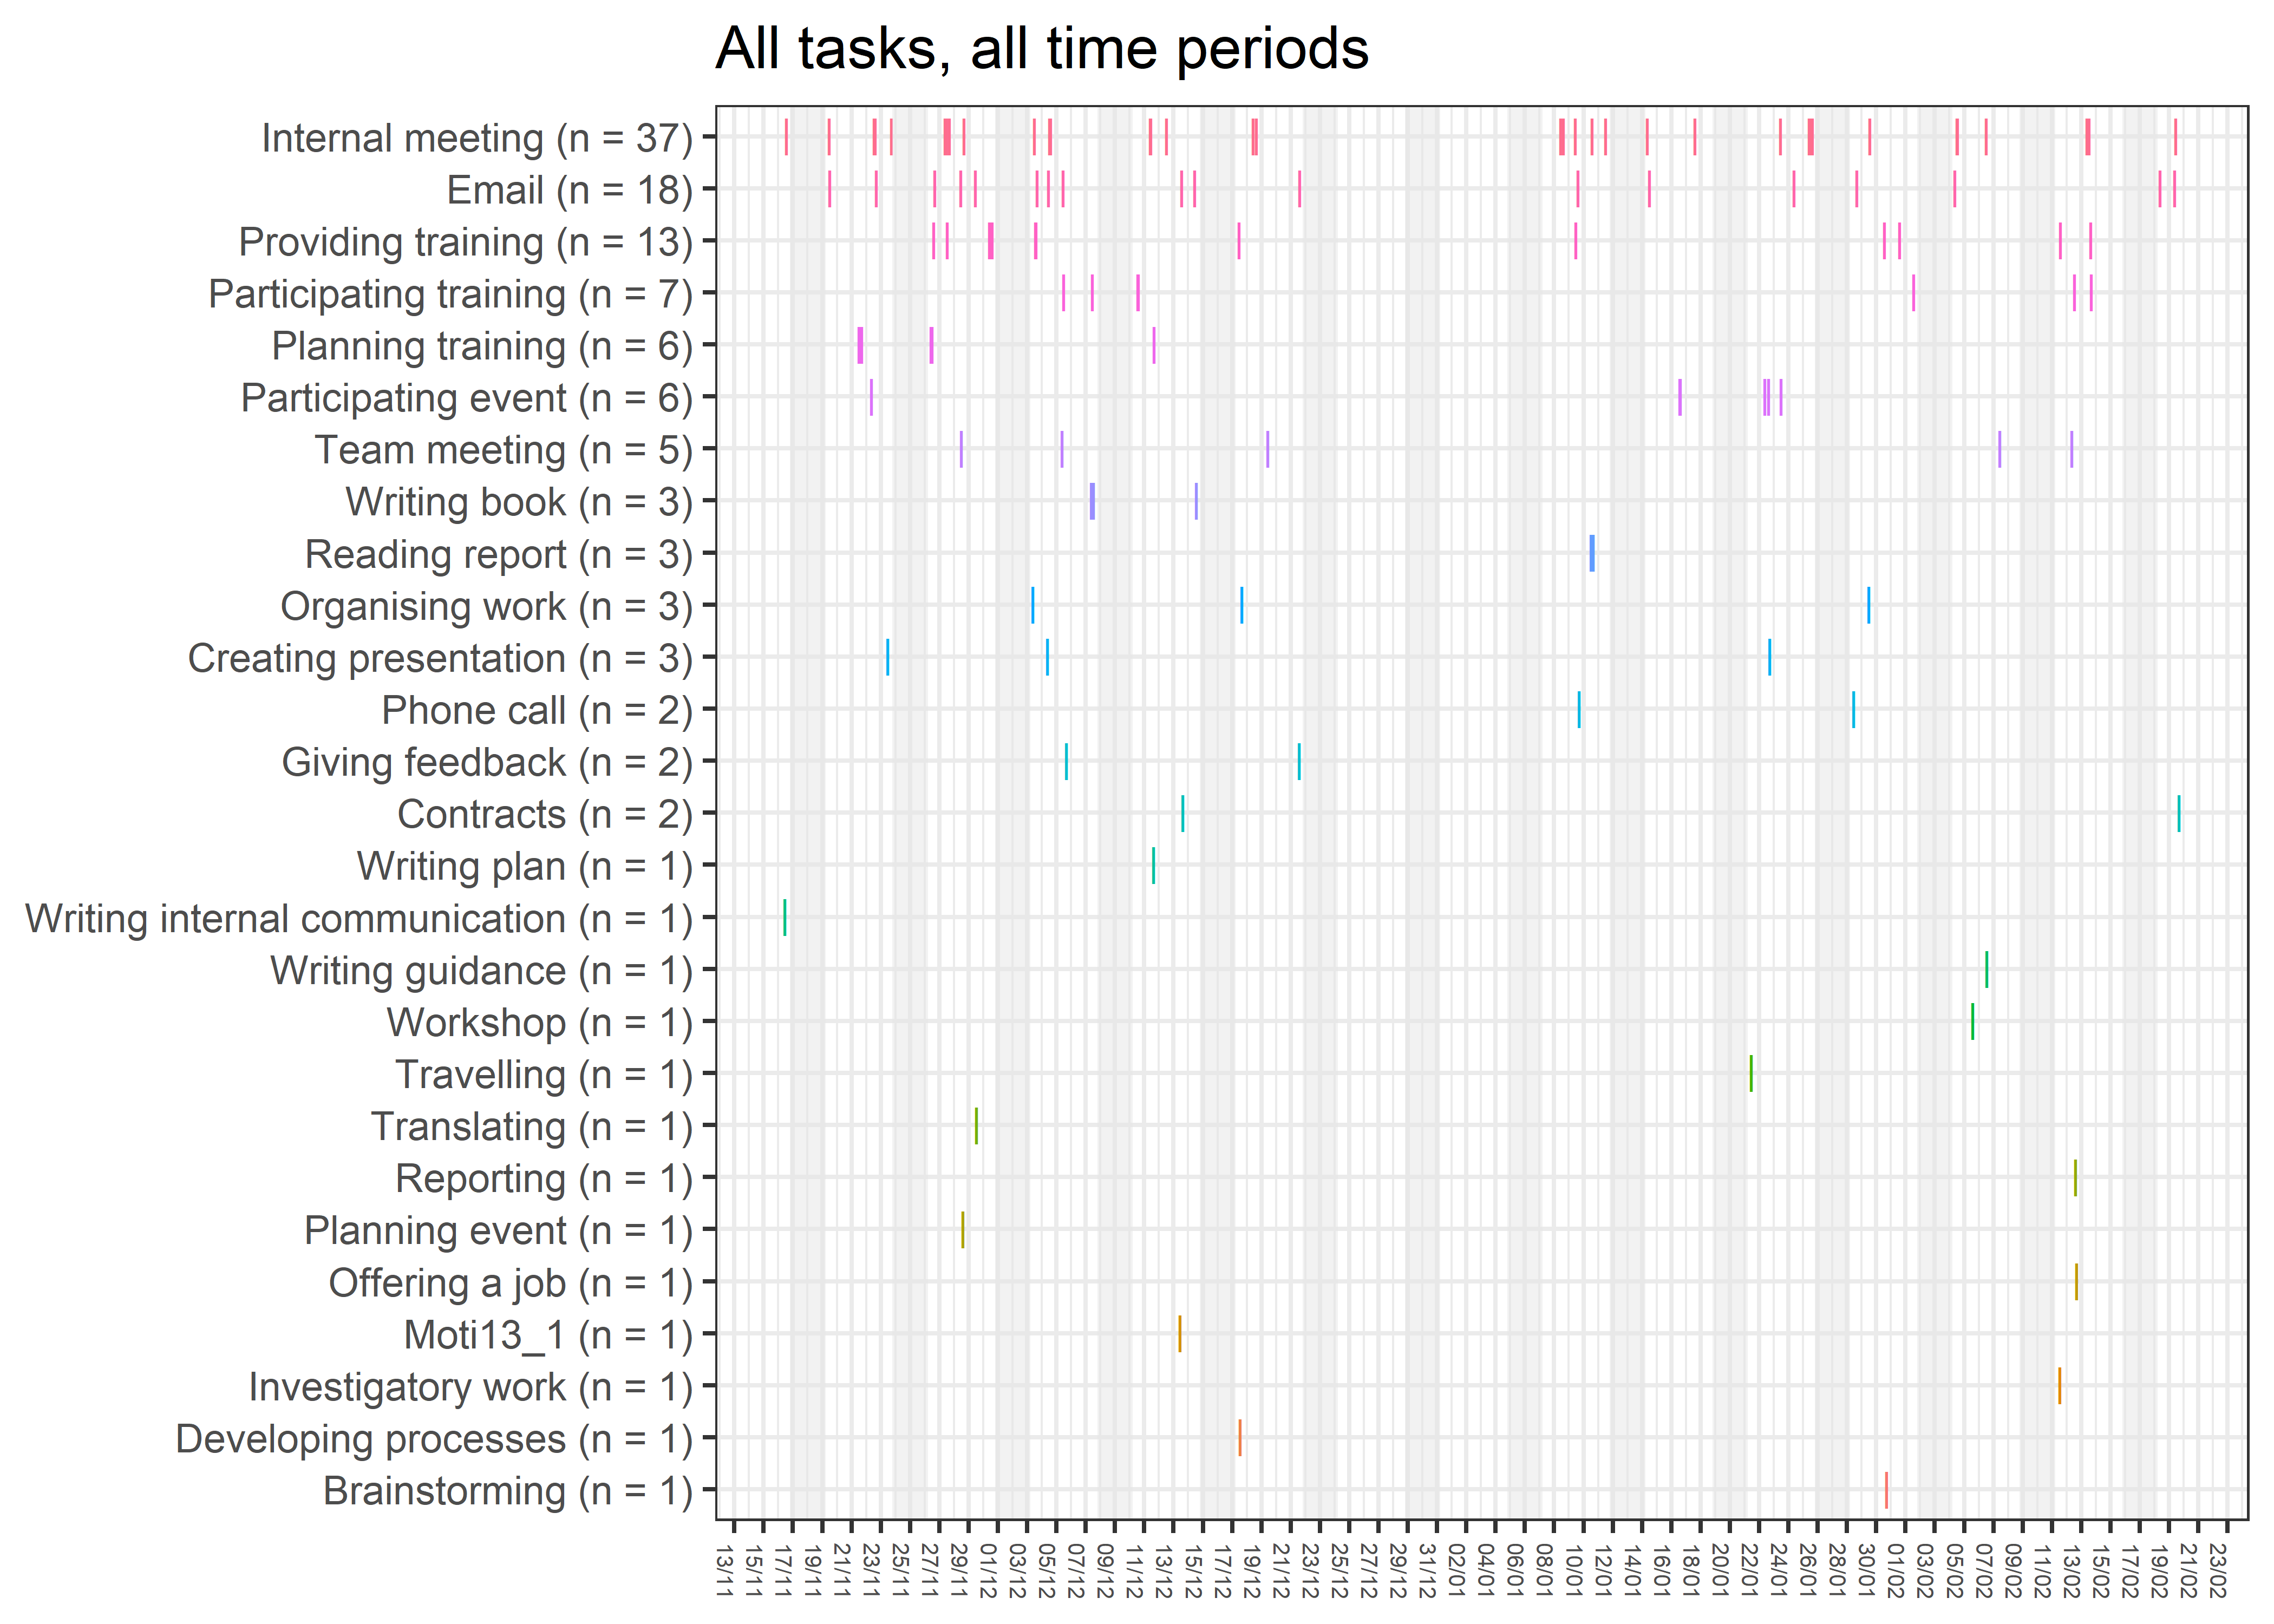 All tasks, all time periods
Internal meeting (n = 37)
Email (n = 18)
Providing training (n = 13)
Participating training (n = 7)
Planning training (n = 6)
Participating event (n = 6)
Team meeting (n = 5)
Writing book (n = 3)
Reading report (n = 3)
Organising work (n = 3)
Creating presentation (n = 3)
Phone call (n = 2)
Giving feedback (n = 2)
Contracts (n = 2)
Writing plan (n = 1)
Writing internal communication (n = 1)
Writing guidance (n = 1)
Workshop (n = 1)
Travelling (n = 1)
Translating (n = 1)
Reporting (n = 1)
Planning event (n = 1)
Offering a job (n = 1)
Moti13_1 (n = 1)
Investigatory work (n = 1)
Developing processes (n = 1)
Brainstorming (n = 1)
13/11
15/11
17/11
19/11
21/11
23/11
25/11
27/11
29/11
01/12
03/12
05/12
07/12
09/12
11/12
13/12
15/12
17/12
19/12
21/12
23/12
25/12
27/12
29/12
31/12
02/01
04/01
06/01
08/01
10/01
12/01
14/01
16/01
18/01
20/01
22/01
24/01
26/01
28/01
30/01
01/02
03/02
05/02
07/02
09/02
11/02
13/02
15/02
17/02
19/02
21/02
23/02